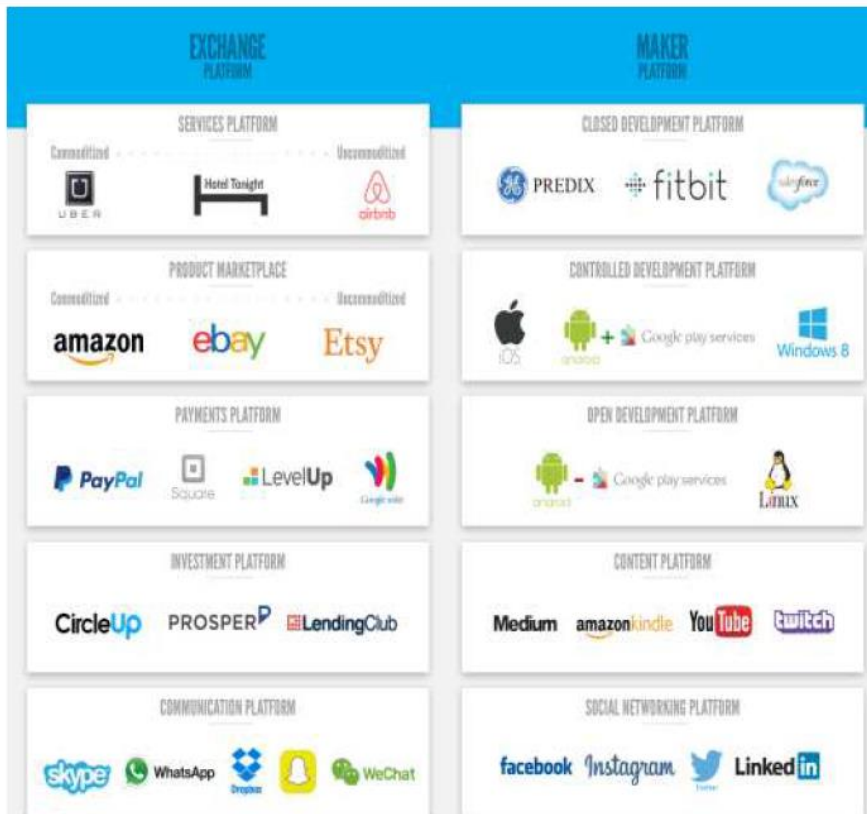 EXCHANGE
PLATFORM
MAKER
PLATFORM
SERVICES PLATFORM
Commoditized
Uncommoditized
UBER
Hotel Tonight
airbnb
PRODUCT MARKETPLACE
Commoditized
Uncommoditized
amazon
ebay
Etsy
PAYMENTS PLATFORM
PayPal
Square
LevelUp
Google wallet
INVESTMENT PLATFORM
CircleUp
PROSPER
LendingClub
COMMUNICATION PLATFORM
skype
WhatsApp
Dropbox
WeChat
CLOSED DEVELOPMENT PLATFORM
GE PREDIX
fitbit
salesforce
CONTROLLED DEVELOPMENT PLATFORM
iOS
android + Google play services
Windows 8
OPEN DEVELOPMENT PLATFORM
android - Google play services
Linux
CONTENT PLATFORM
Medium
amazonkindle
YouTube
twitch
SOCIAL NETWORKING PLATFORM
facebook
Instagram
Twitter
Linked in